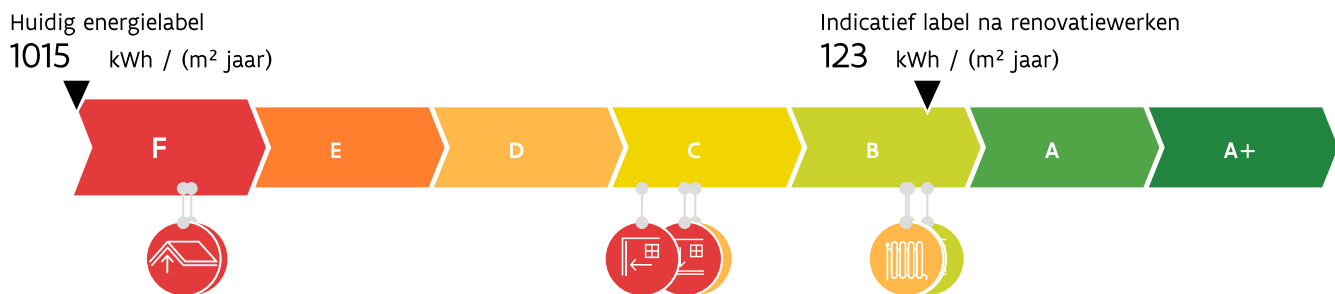 Huidig energielabel
1015 kWh / (m² jaar)
Indicatief label na renovatiewerken
123 kWh / (m² jaar)
F E D C B A A+